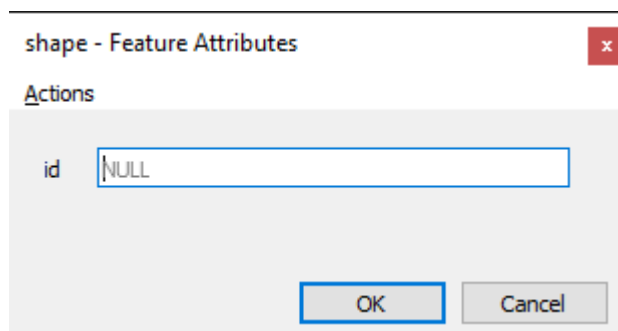 shape - Feature Attributes
x
Actions
id NULL
OK Cancel